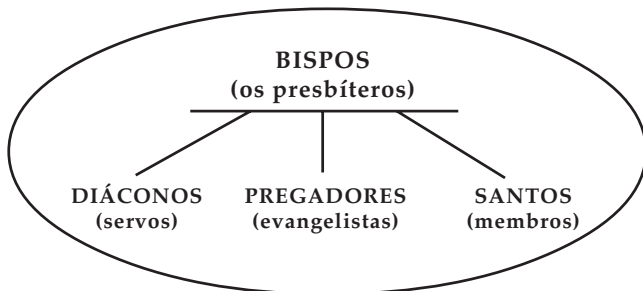 BISPOS
(os presbíteros)
DIÁCONOS PREGADORES SANTOS
(servos) (evangelistas) (membros)